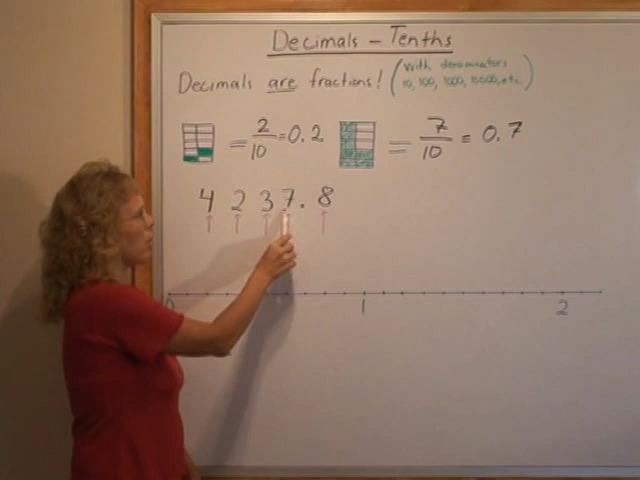 Decimals - Tenths
Decimals are fractions! (with denominators
10, 100, 1000, 10000, etc.)
= 2/10 = 0.2 = 7/10 = 0.7
4 2 3 7 . 8
0 1 2